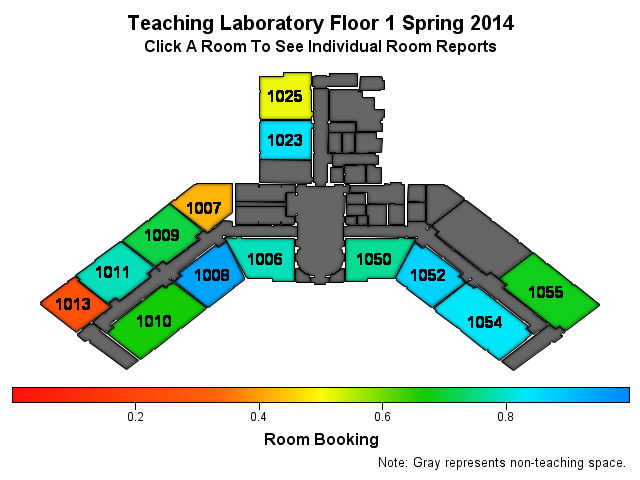 Teaching Laboratory Floor 1 Spring 2014
Click A Room To See Individual Room Reports
1025
1023
1007
1009
1011
1013
1008
1006
1010
1050
1052
1054
1055
0.2 0.4 0.6 0.8
Room Booking
Note: Gray represents non-teaching space.